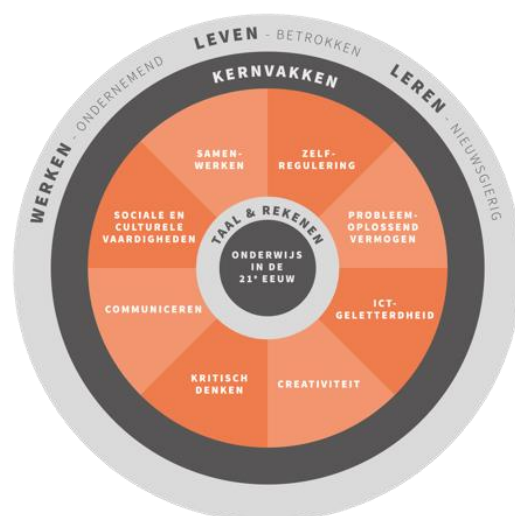 WERKEN - ONDERNEMEND
LEVEN - BETROKKEN
LEREN - NIEUWSGIERIG
KERNVAKKEN
SAMEN-
WERKEN
ZELF-
REGULERING
SOCIALE EN
CULTURELE
VAARDIGHEDEN
PROBLEEM-
OPLOSSEND
VERMOGEN
TAAL & REKENEN
ONDERWIJS
IN DE
21e EEUW
COMMUNICEREN
ICT-
GELETTERDHEID
KRITISCH
DENKEN
CREATIVITEIT